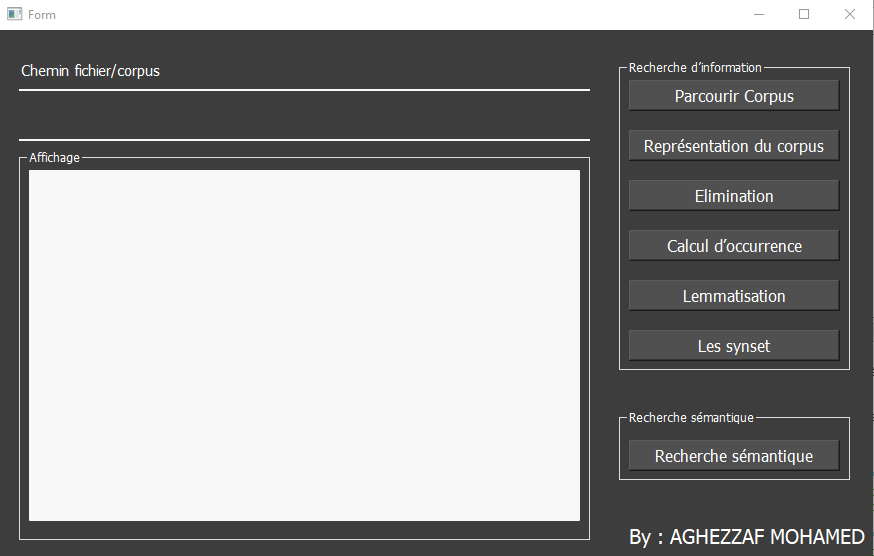 Form
Chemin fichier/corpus
Affichage
Recherche d’information
Parcourir Corpus
Représentation du corpus
Elimination
Calcul d’occurrence
Lemmatisation
Les synset
Recherche sémantique
Recherche sémantique
By : AGHEZZAF MOHAMED